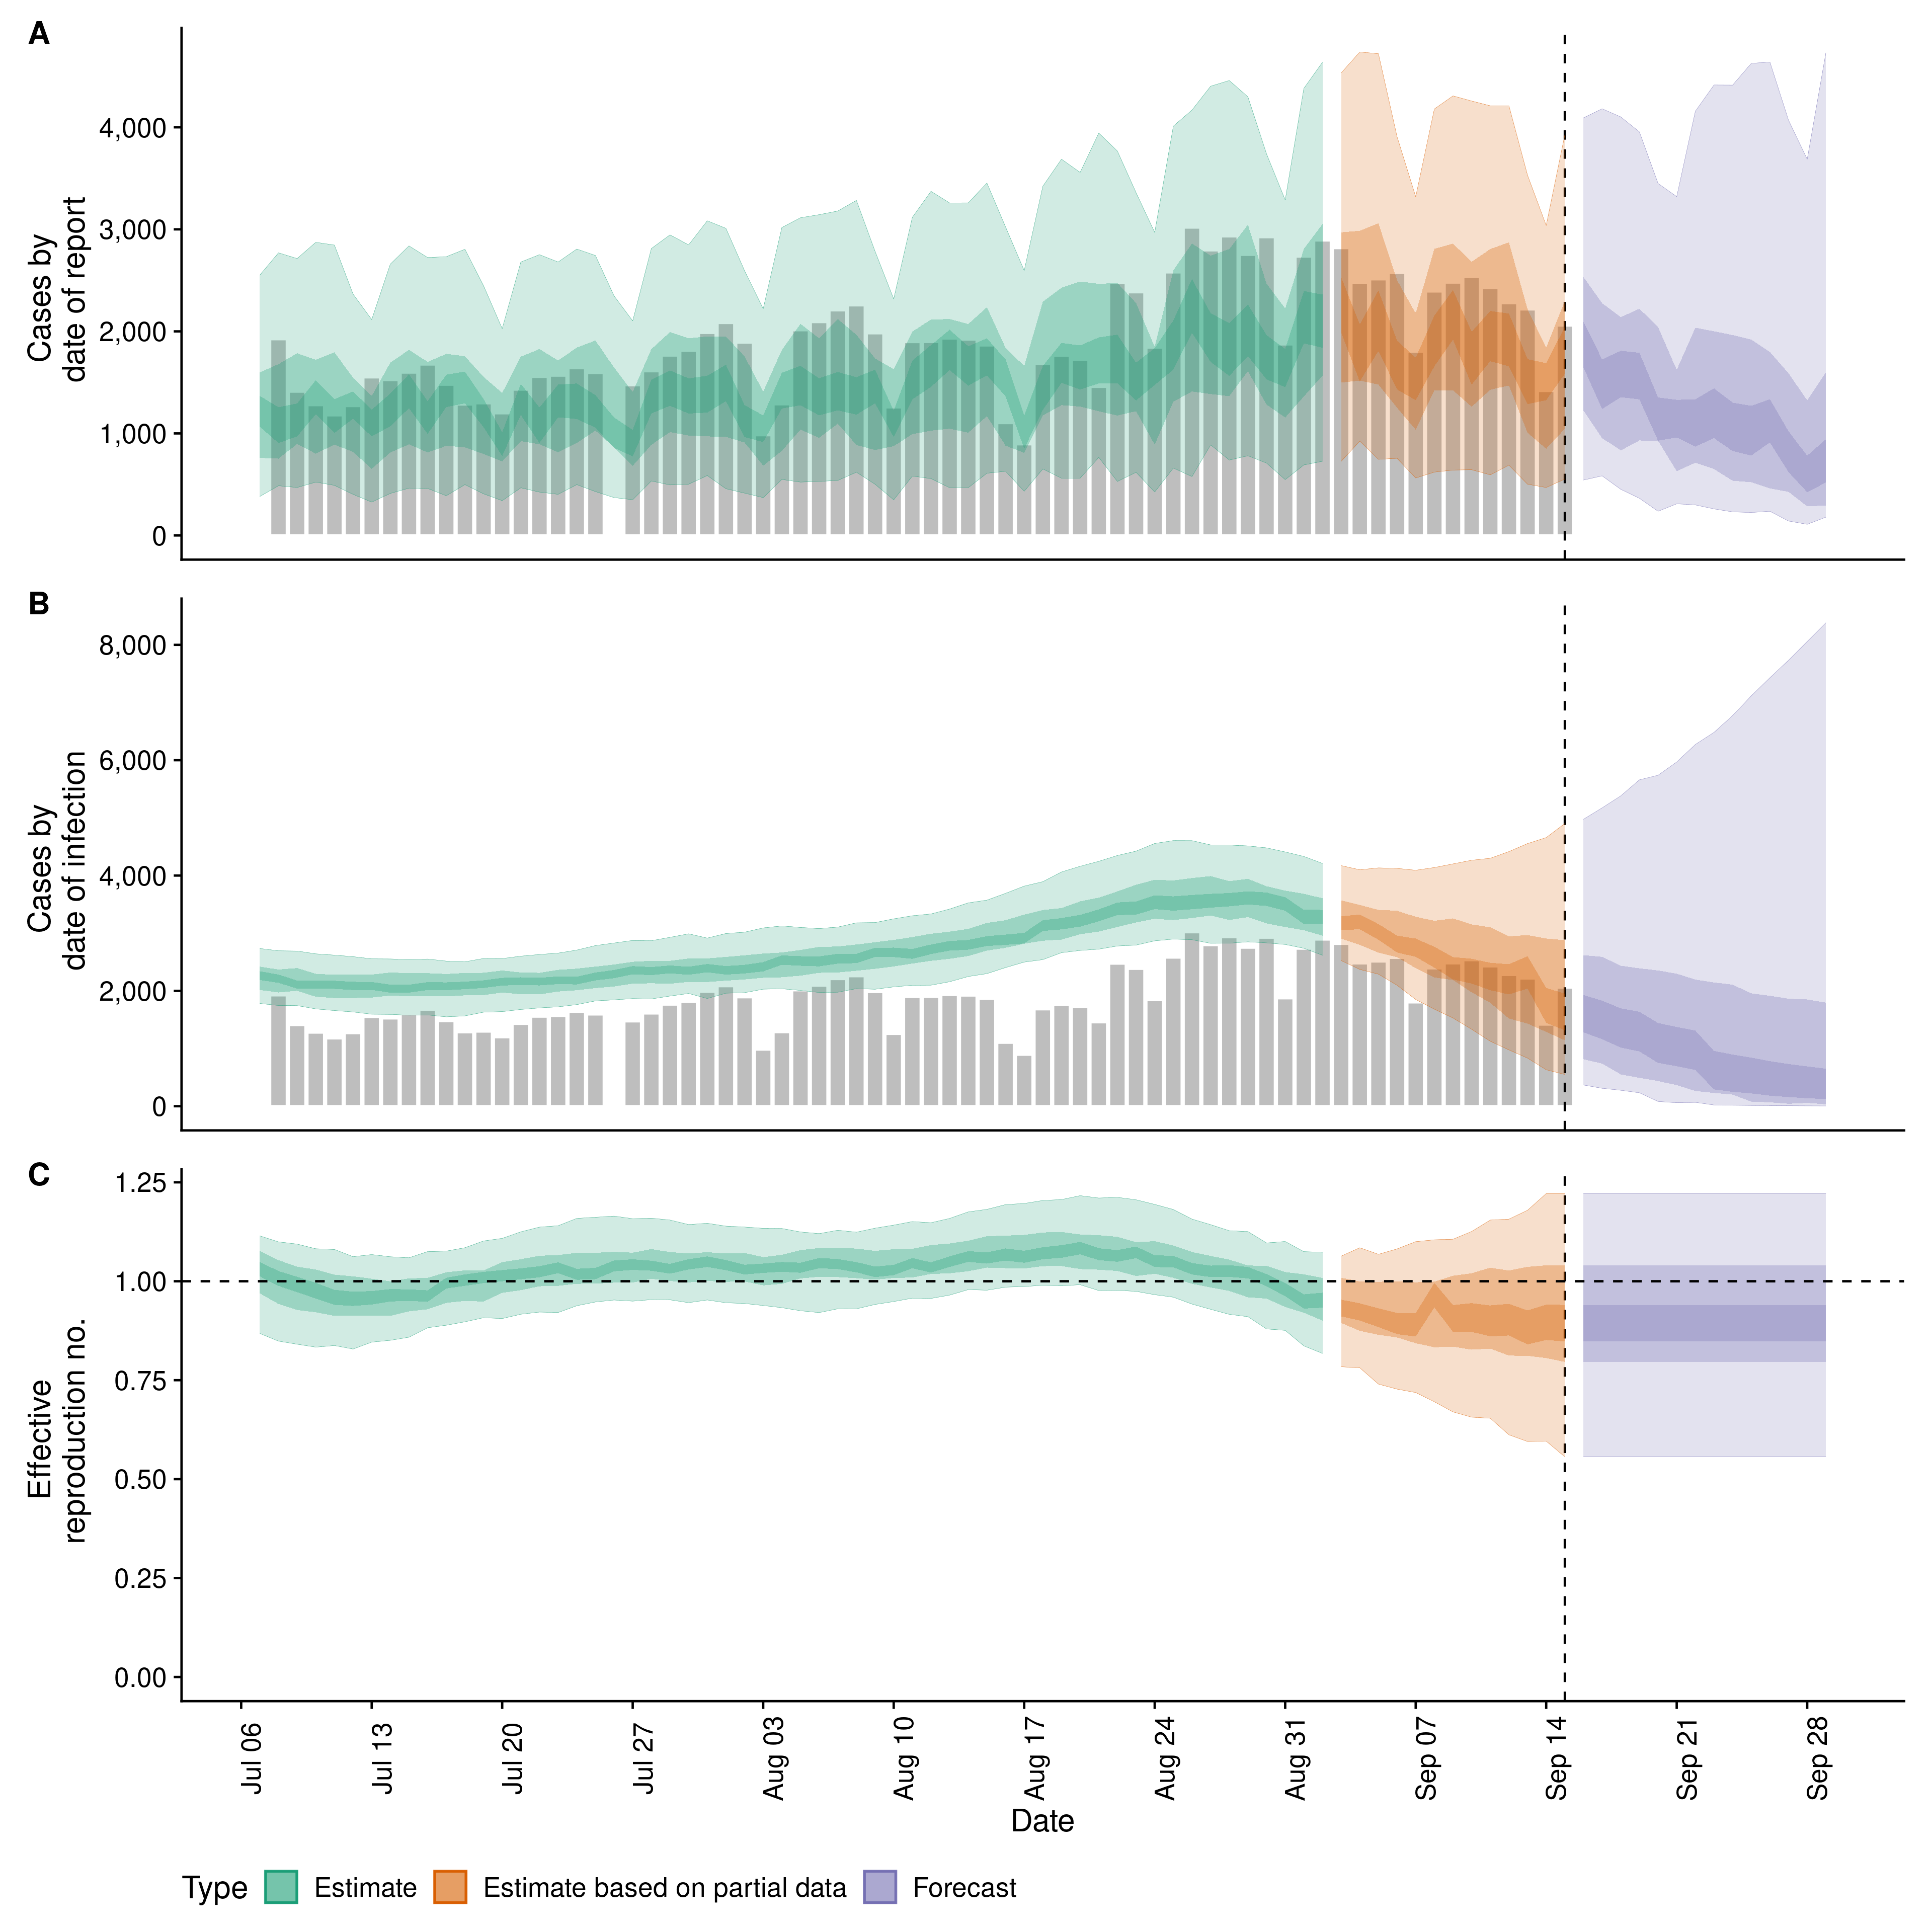 A
Cases by
date of report
4,000
3,000
2,000
1,000
0
B
Cases by
date of infection
8,000
6,000
4,000
2,000
0
C
Effective
reproduction no.
1.25
1.00
0.75
0.50
0.25
0.00
Jul 06
Jul 13
Jul 20
Jul 27
Aug 03
Aug 10
Aug 17
Aug 24
Aug 31
Sep 07
Sep 14
Sep 21
Sep 28
Date
Type Estimate Estimate based on partial data Forecast